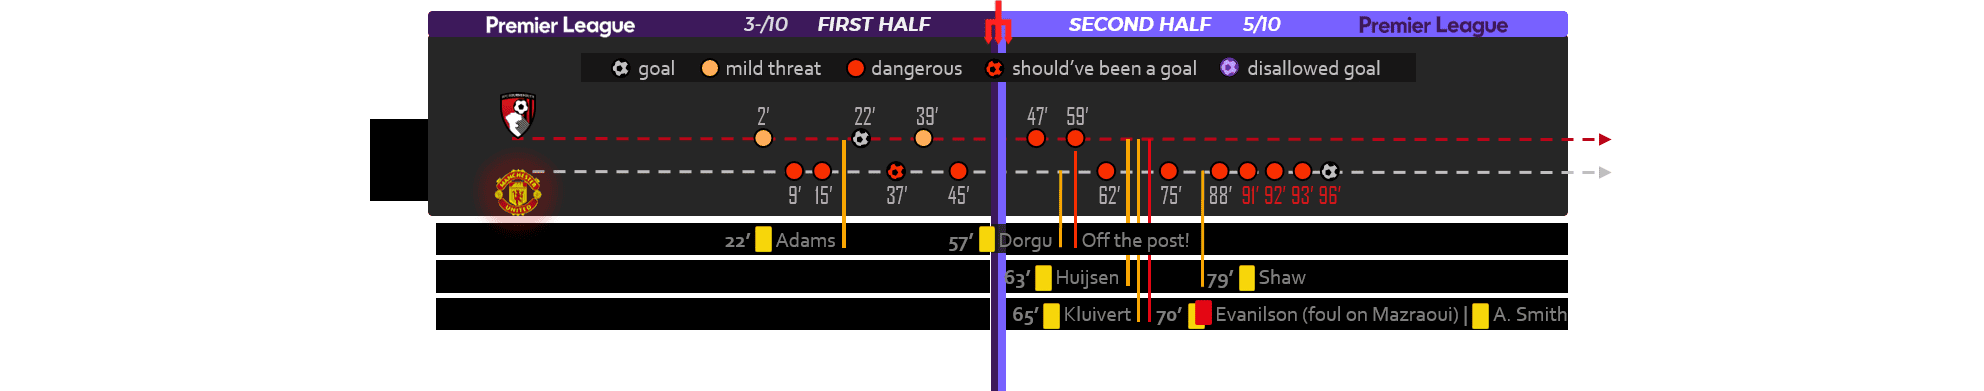 Premier League 3-/10 FIRST HALF SECOND HALF 5/10 Premier League
goal mild threat dangerous should've been a goal disallowed goal
2' 22' 39' 47' 59'
MANCHESTER
UNITED
9' 15' 37' 45' 62' 75' 88' 91' 92' 93' 96'
22' Adams 57' Dorgu Off the post!
63' Huijsen 79' Shaw
65' Kluivert 70' Evanilson (foul on Mazraoui) | A. Smith